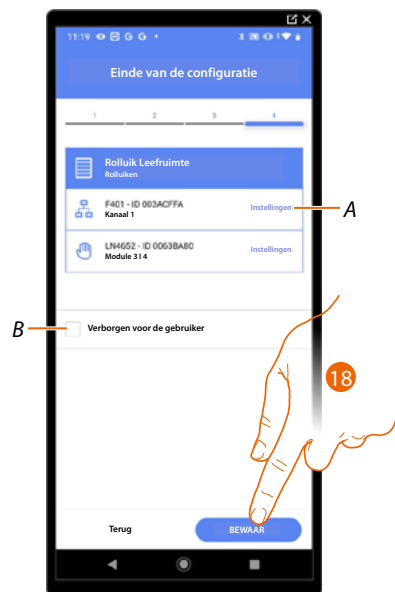 11:19 G G
Einde van de configuratie
1 2 3 4
Rolluik Leefruimte
Rolluiken
F401 - ID 003ACFFA
Kanaal 1
Instellingen
A
LN4652 - ID 0063BA80
Module 3 I 4
Instellingen
B
Verborgen voor de gebruiker
18
Terug
BEWAAR